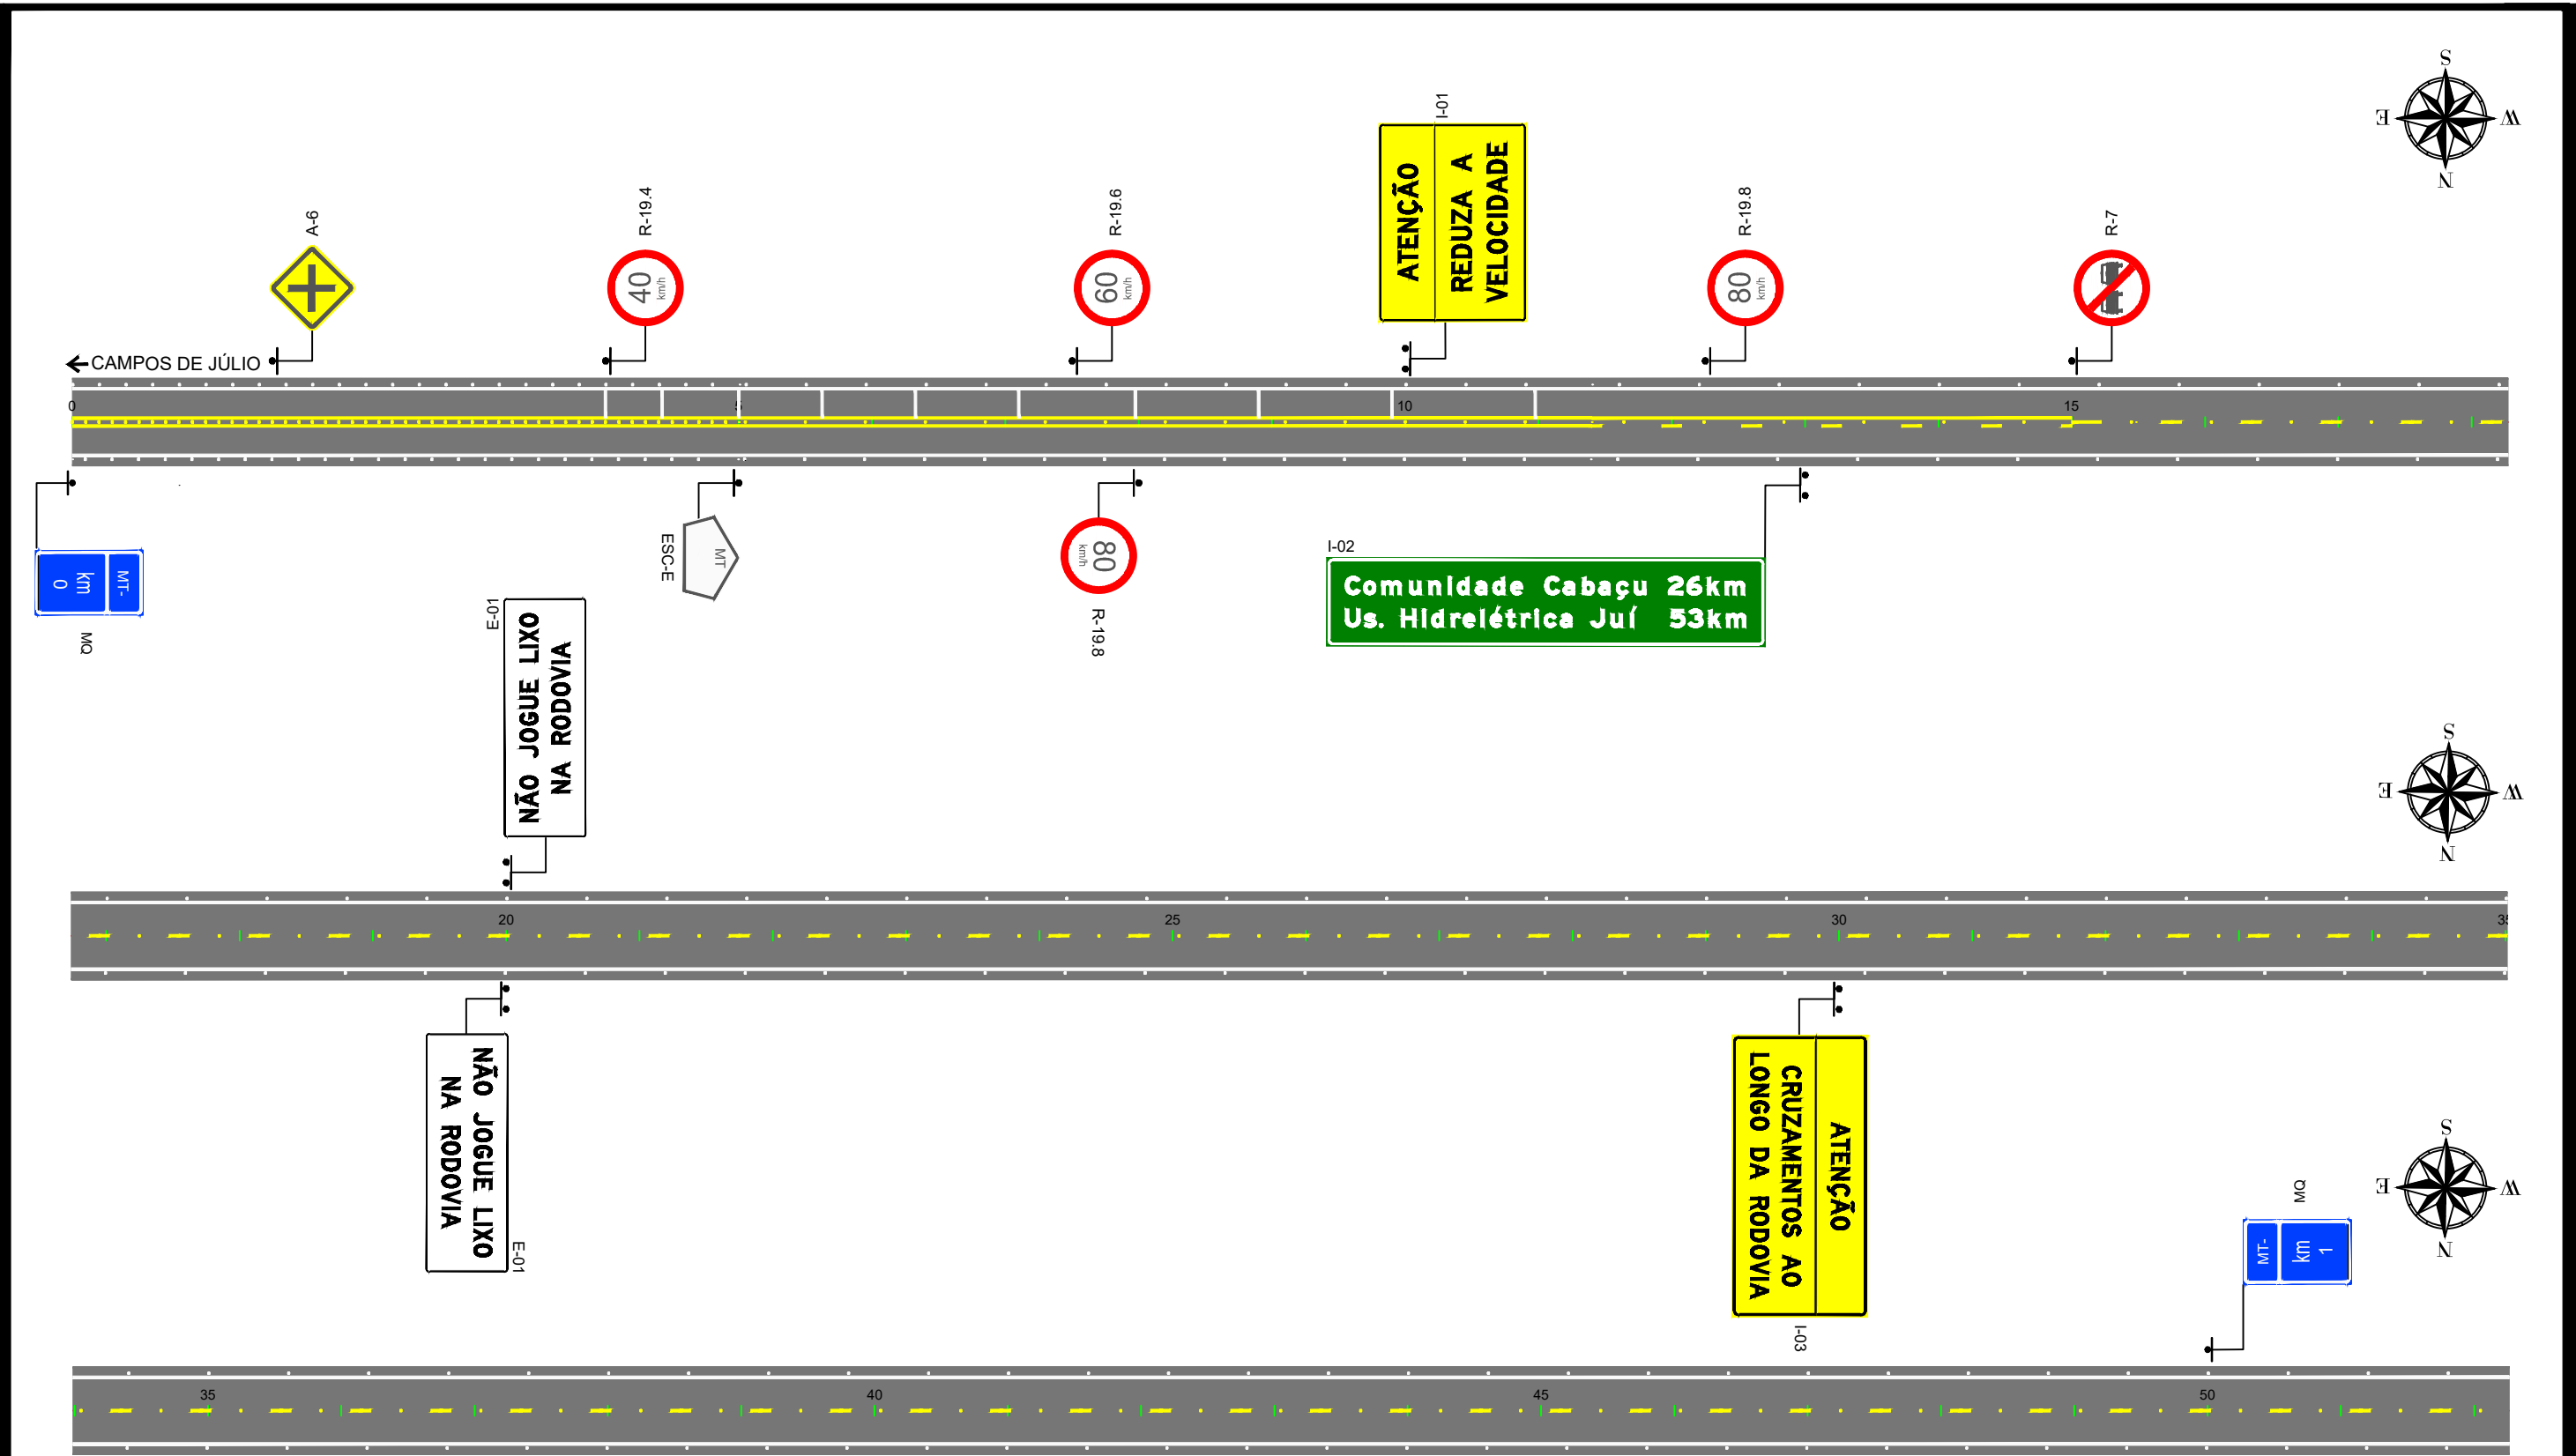 S
E
W
N
I-01
ATENÇÃO
REDUZA A
VELOCIDADE
A-6
R-19.4
40
km/h
R-19.6
60
km/h
R-19.8
80
km/h
R-7
CAMPOS DE JÚLIO
0
5
10
15
MT-
km
0
MQ
MT
ESC-E
80
km/h
R-19.8
I-02
Comunidade Cabaçu 26km
Us. Hidrelétrica Juí 53km
E-01
NÃO JOGUE LIXO
NA RODOVIA
S
E
W
N
20
25
30
35
NÃO JOGUE LIXO
NA RODOVIA
E-01
ATENÇÃO
CRUZAMENTOS AO
LONGO DA RODOVIA
I-03
S
E
W
N
MQ
MT-
km
1
35
40
45
50